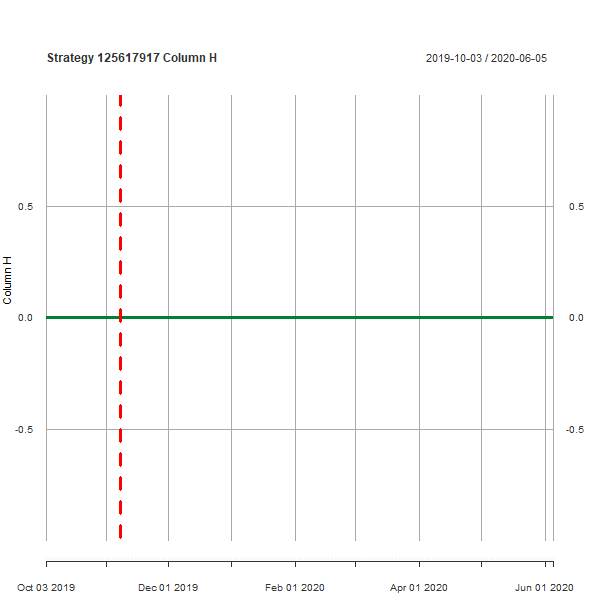 Strategy 125617917 Column H
2019-10-03 / 2020-06-05
0.5
0.5
Column H
0.0
0.0
-0.5
-0.5
Oct 03 2019
Dec 01 2019
Feb 01 2020
Apr 01 2020
Jun 01 2020